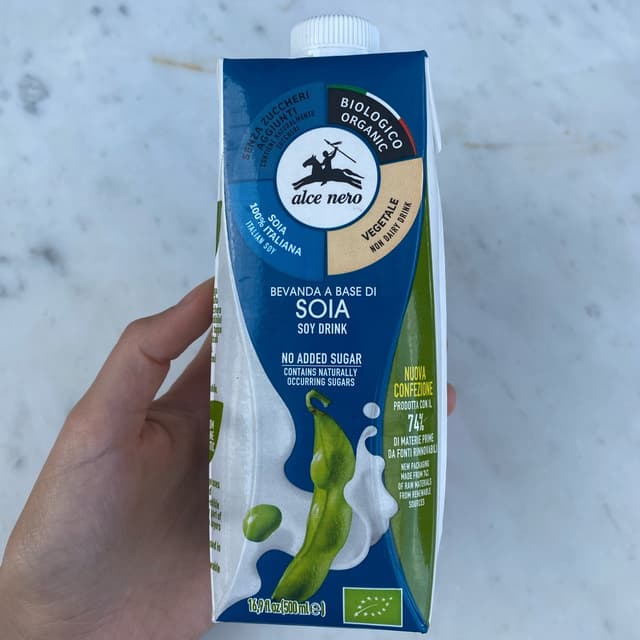 SENZA ZUCCHERI
AGGIUNTI
CONTIENE NATURALMENTE
ZUCCHERI
BIOLOGICO
ORGANIC
alce nero
SOIA
100% ITALIANA
ITALIAN SOY
VEGETALE
NON DAIRY DRINK
BEVANDA A BASE DI
SOIA
SOY DRINK
NO ADDED SUGAR
CONTAINS NATURALLY
OCCURRING SUGARS
NUOVA
CONFEZIONE
PRODOTTA CON IL
74%
DI MATERIE PRIME
DA FONTI RINNOVABILI
NEW PACKAGING
MADE FROM 74%
OF RAW MATERIALS
FROM RENEWABLE
SOURCES
16,9 fl oz (500 ml ℮)